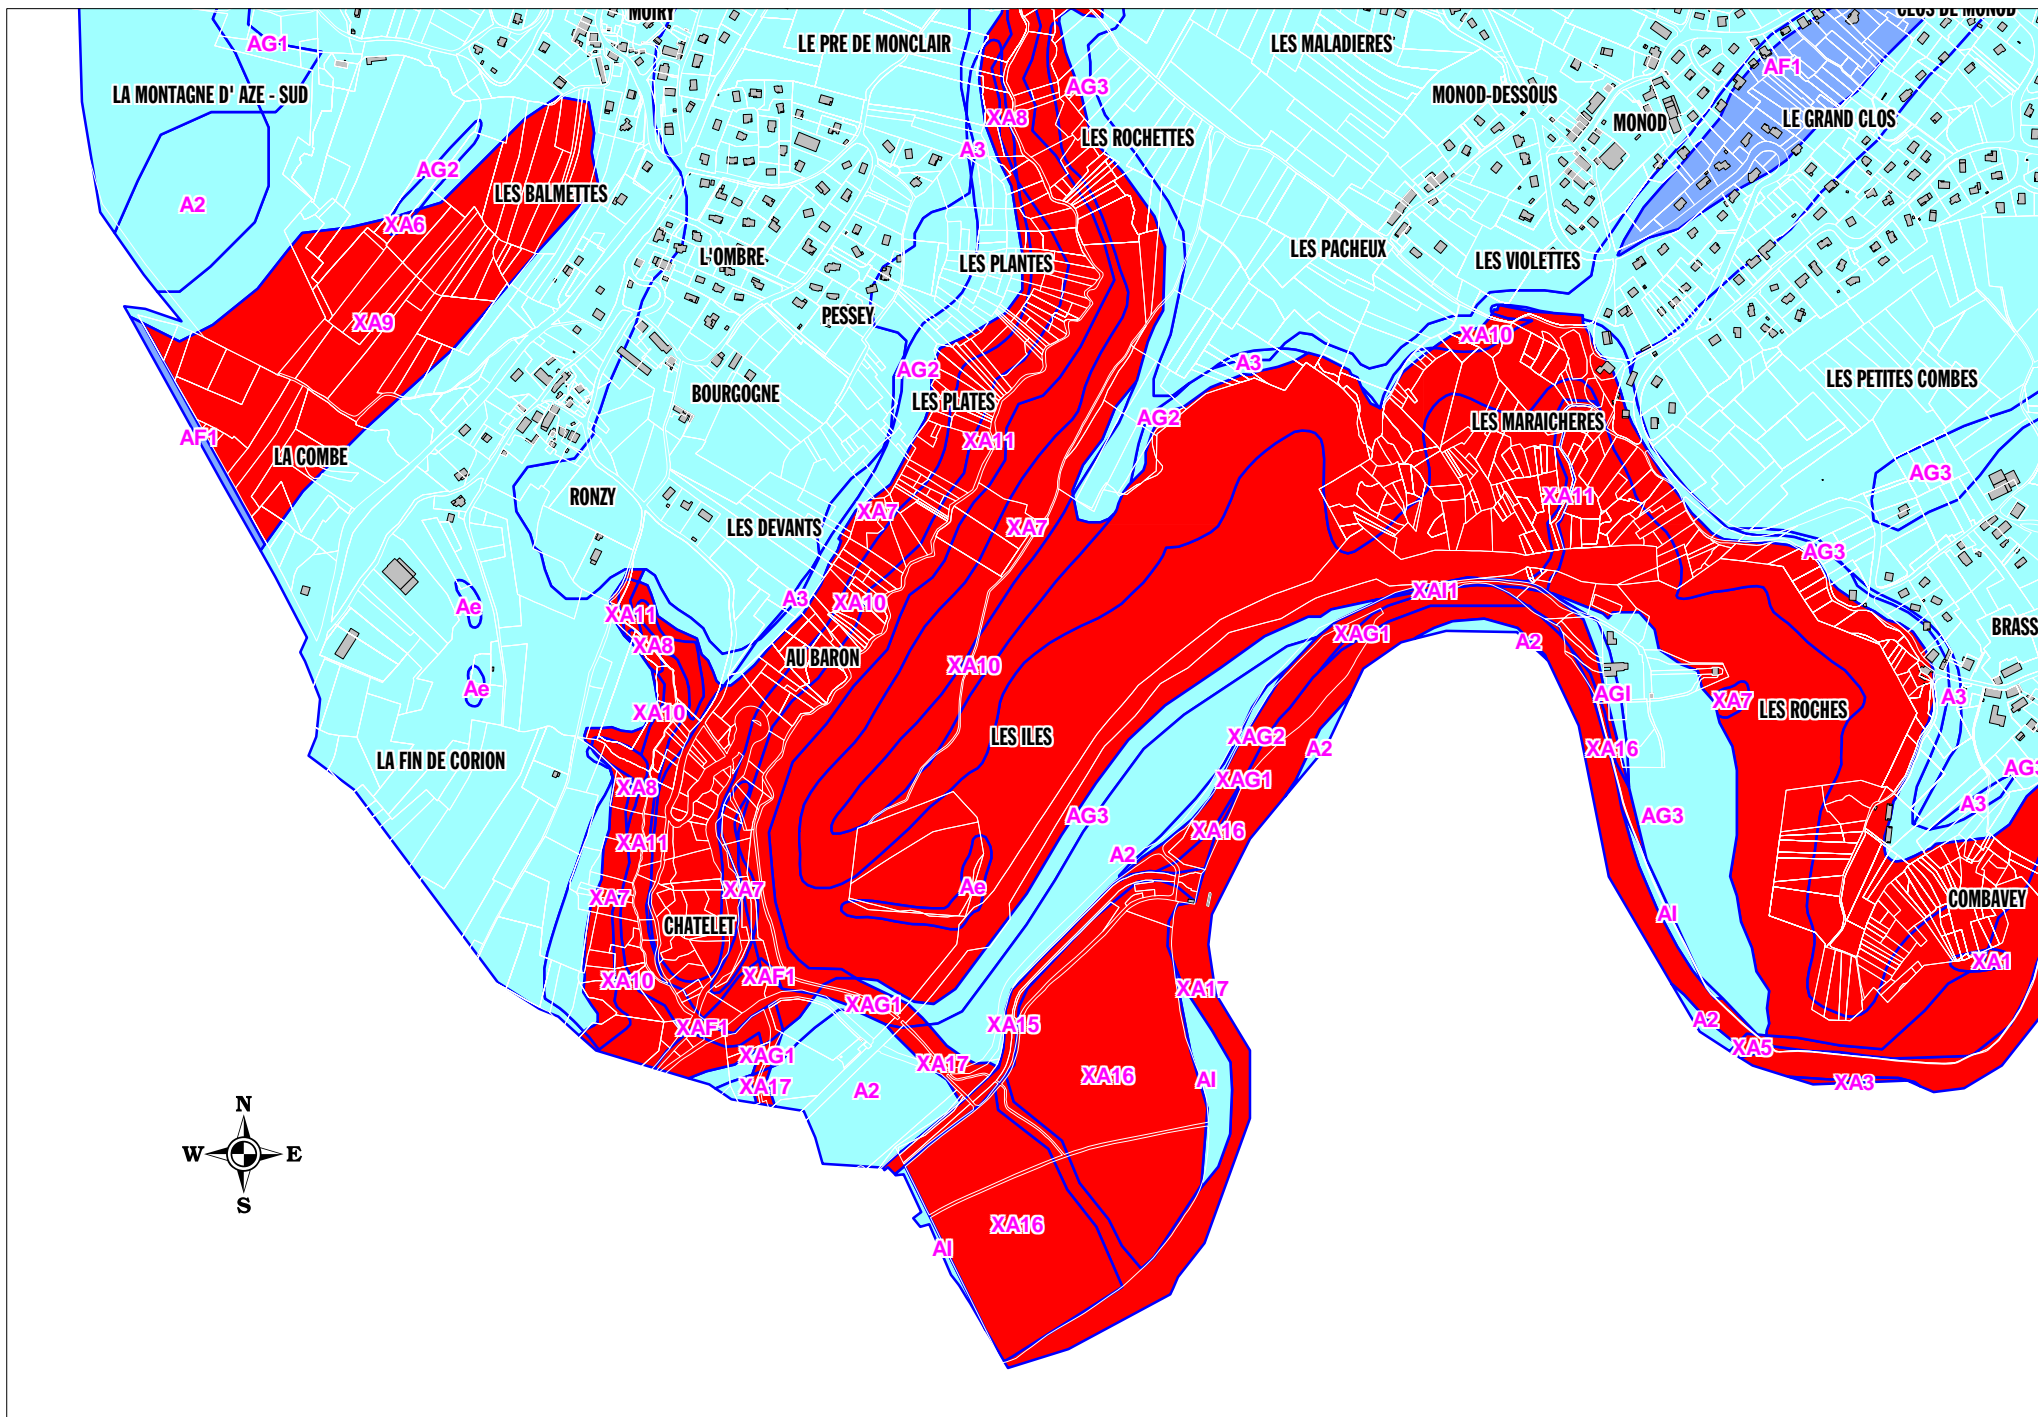 MOIRY
CLOS DE MONOD
AG1
LE PRE DE MONCLAIR
LES MALADIERES
AF1
AG3
LA MONTAGNE D' AZE - SUD
MONOD-DESSOUS
XA8
LE GRAND CLOS
MONOD
LES ROCHETTES
A3
AG2
LES BALMETTES
A2
XA6
LES PACHEUX
L'OMBRE
LES PLANTES
LES VIOLETTES
PESSEY
XA9
XA10
A3
AG2
LES PETITES COMBES
BOURGOGNE
LES PLATES
AG2
LES MARAICHERES
AF1
XA11
LA COMBE
AG3
RONZY
XA11
XA7
LES DEVANTS
XA7
AG3
XAI1
A3
XA10
Ae
XA11
BRASS
XAG1
A2
XA8
AU BARON
XA10
Ae
AGI
A3
XA7
XA10
LES ROCHES
LES ILES
XAG2
A2
XA16
LA FIN DE CORION
AG3
XAG1
XA8
A3
AG3
AG3
XA16
XA11
A2
Ae
XA7
XA7
COMBAVEY
AI
CHATELET
XA1
XAF1
XA10
XA17
XAG1
A2
XA15
XAF1
XA5
XAG1
XA17
XA16
AI
XA3
XA17
A2
N
W
E
S
XA16
AI